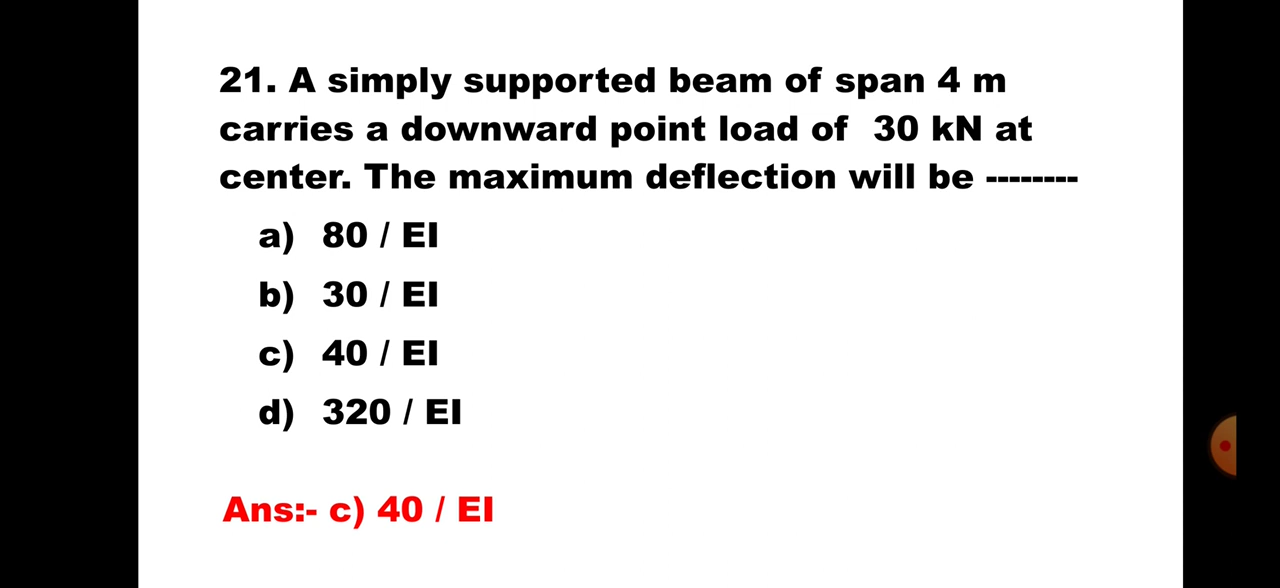 21. A simply supported beam of span 4 m
carries a downward point load of 30 kN at
center. The maximum deflection will be --------
a) 80 / EI
b) 30 / EI
c) 40 / EI
d) 320 / EI
Ans:- c) 40 / EI